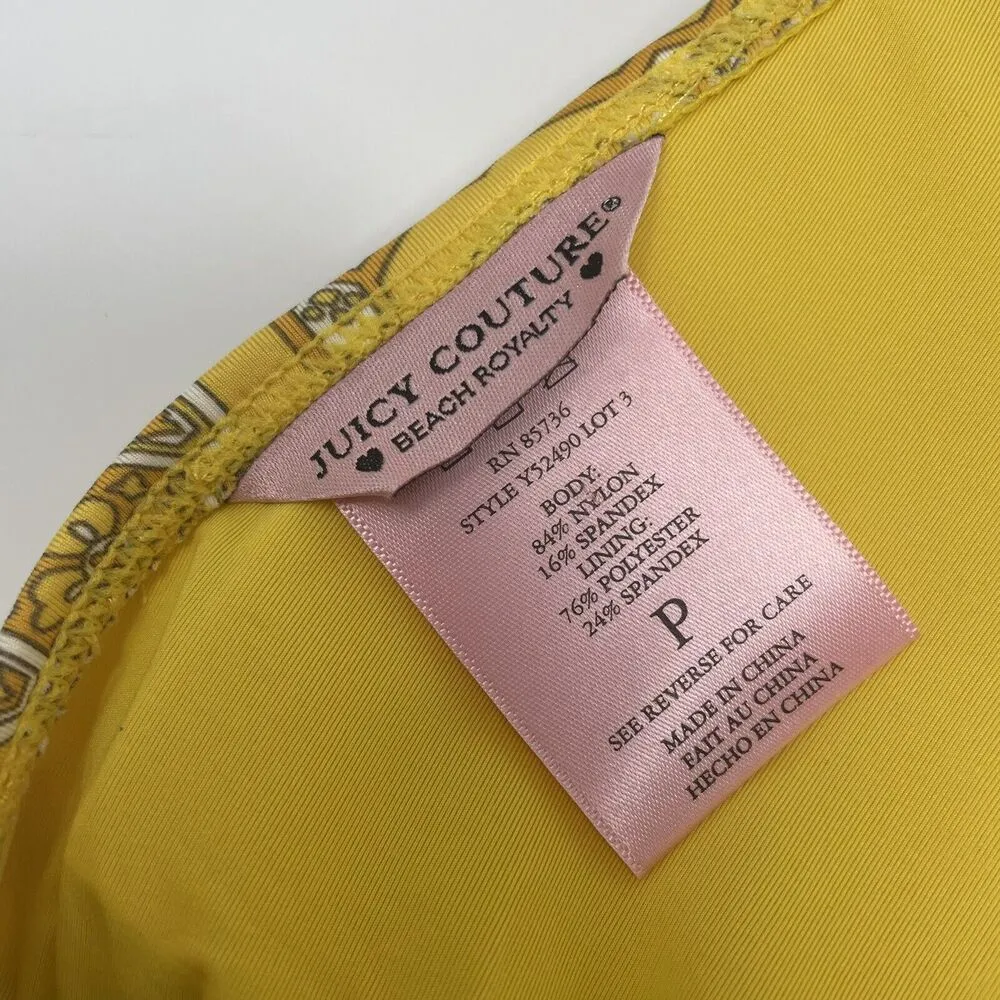 JUICY COUTURE®
♥ BEACH ROYALTY ♥
RN 85736
STYLE Y52490 LOT 3
BODY:
84% NYLON
16% SPANDEX
LINING:
76% POLYESTER
24% SPANDEX
P
SEE REVERSE FOR CARE
MADE IN CHINA
FAIT AU CHINA
HECHO EN CHINA